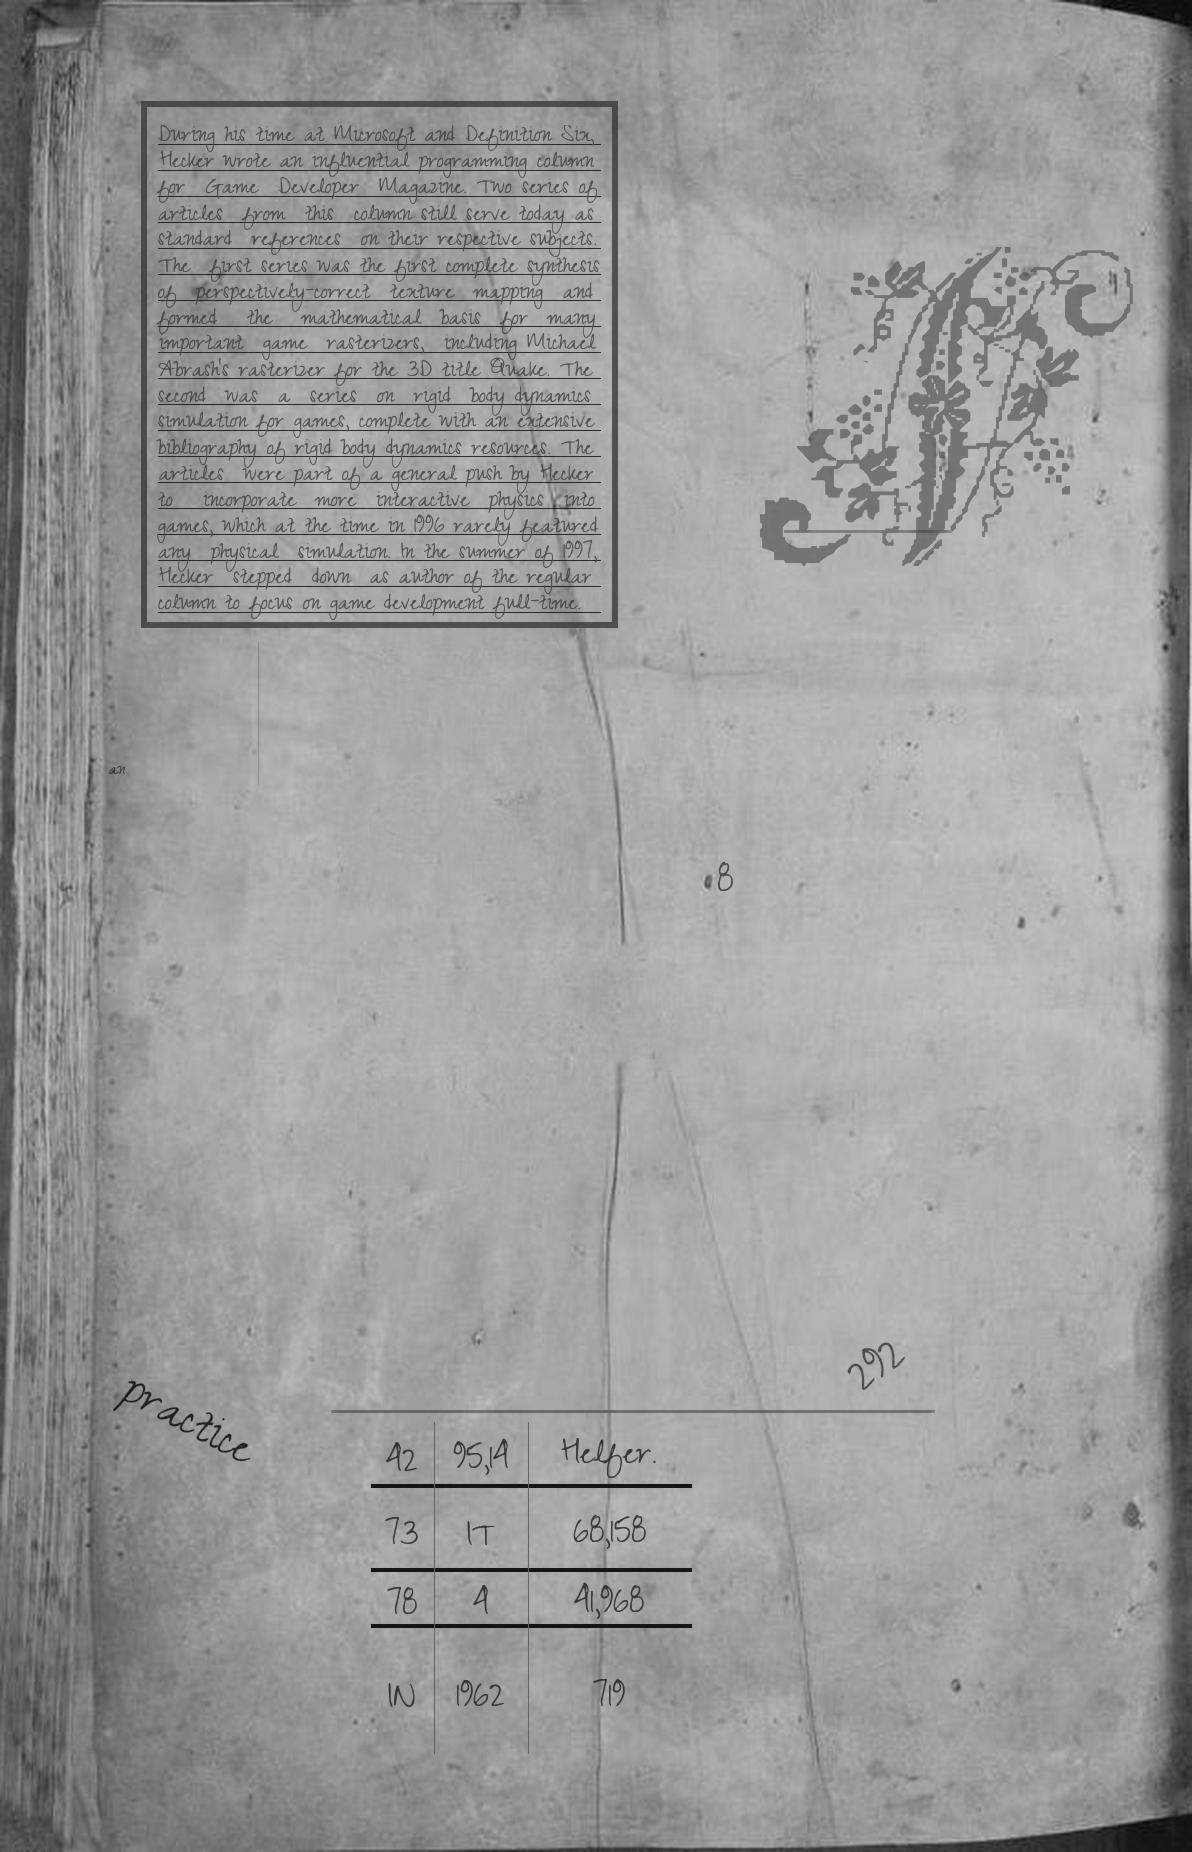 During his time at Microsoft and Definition Six,
Hecker wrote an influential programming column
for Game Developer Magazine. Two series of
articles from this column still serve today as
standard references on their respective subjects.
The first series was the first complete synthesis
of perspectively-correct texture mapping and
formed the mathematical basis for many
important game rasterizers, including Michael
Abrash's rasterizer for the 3D title Quake. The
second was a series on rigid body dynamics
simulation for games, complete with an extensive
bibliography of rigid body dynamics resources. The
articles were part of a general push by Hecker
to incorporate more interactive physics into
games, which at the time in 1996 rarely featured
any physical simulation. In the summer of 1997,
Hecker stepped down as author of the regular
column to focus on game development full-time.
an
8
292
practice
42 95,14 Helfer.
73 IT 68,158
78 4 41,968
IN 1962 719